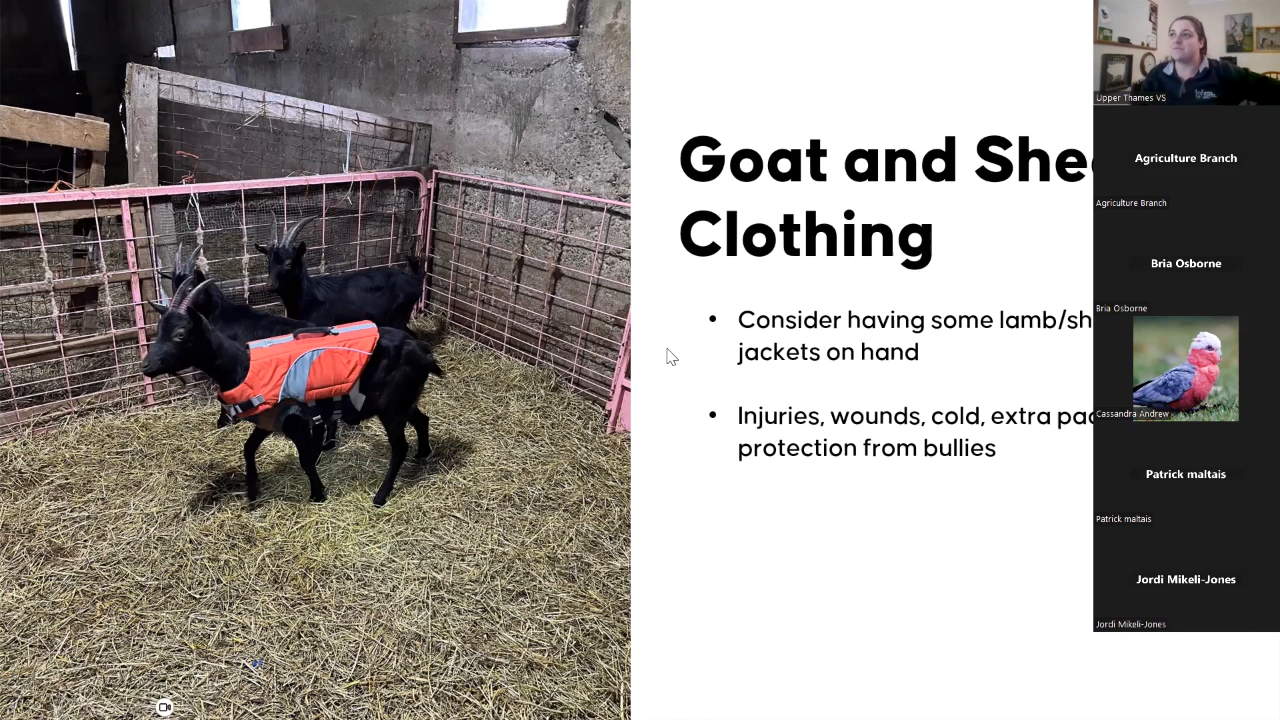 Goat and Shee
Clothing
• Consider having some lamb/sh
jackets on hand
• Injuries, wounds, cold, extra pad
protection from bullies
Upper Thames VS
Agriculture Branch
Agriculture Branch
Bria Osborne
Bria Osborne
Cassandra Andrew
Patrick maltais
Patrick maltais
Jordi Mikeli-Jones
Jordi Mikeli-Jones